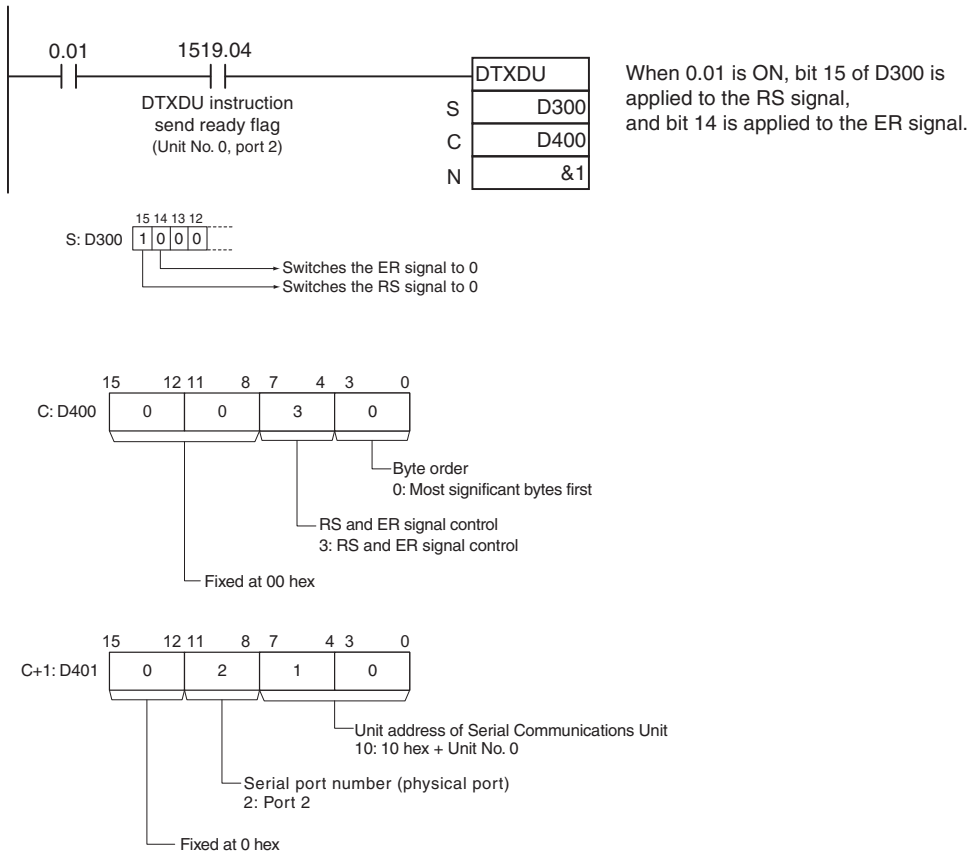 0.01
1519.04
DTXDU instruction
send ready flag
(Unit No. 0, port 2)
DTXDU
S D300
C D400
N &1
When 0.01 is ON, bit 15 of D300 is
applied to the RS signal,
and bit 14 is applied to the ER signal.
15 14 13 12
S: D300 1 0 0 0
Switches the ER signal to 0
Switches the RS signal to 0
15 12 11 8 7 4 3 0
C: D400 0 0 3 0
Byte order
0: Most significant bytes first
RS and ER signal control
3: RS and ER signal control
Fixed at 00 hex
15 12 11 8 7 4 3 0
C+1: D401 0 2 1 0
Unit address of Serial Communications Unit
10: 10 hex + Unit No. 0
Serial port number (physical port)
2: Port 2
Fixed at 0 hex